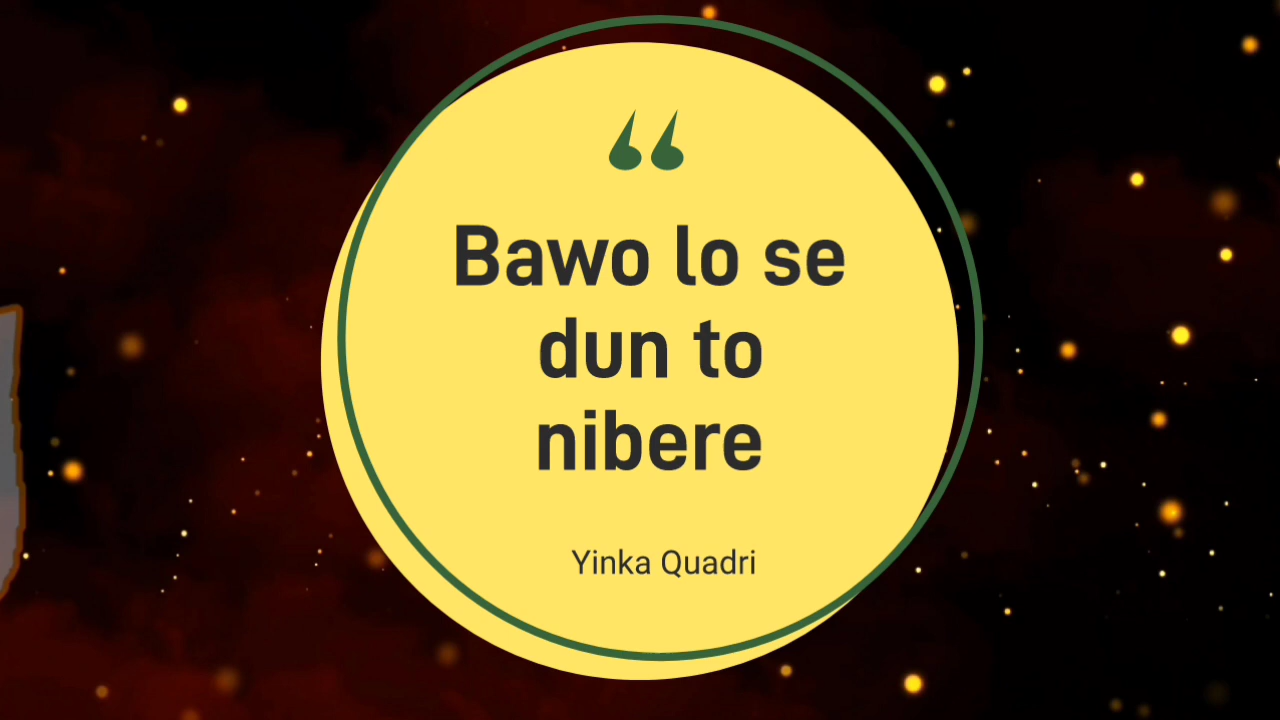 “
Bawo lo se
dun to
nibere
Yinka Quadri